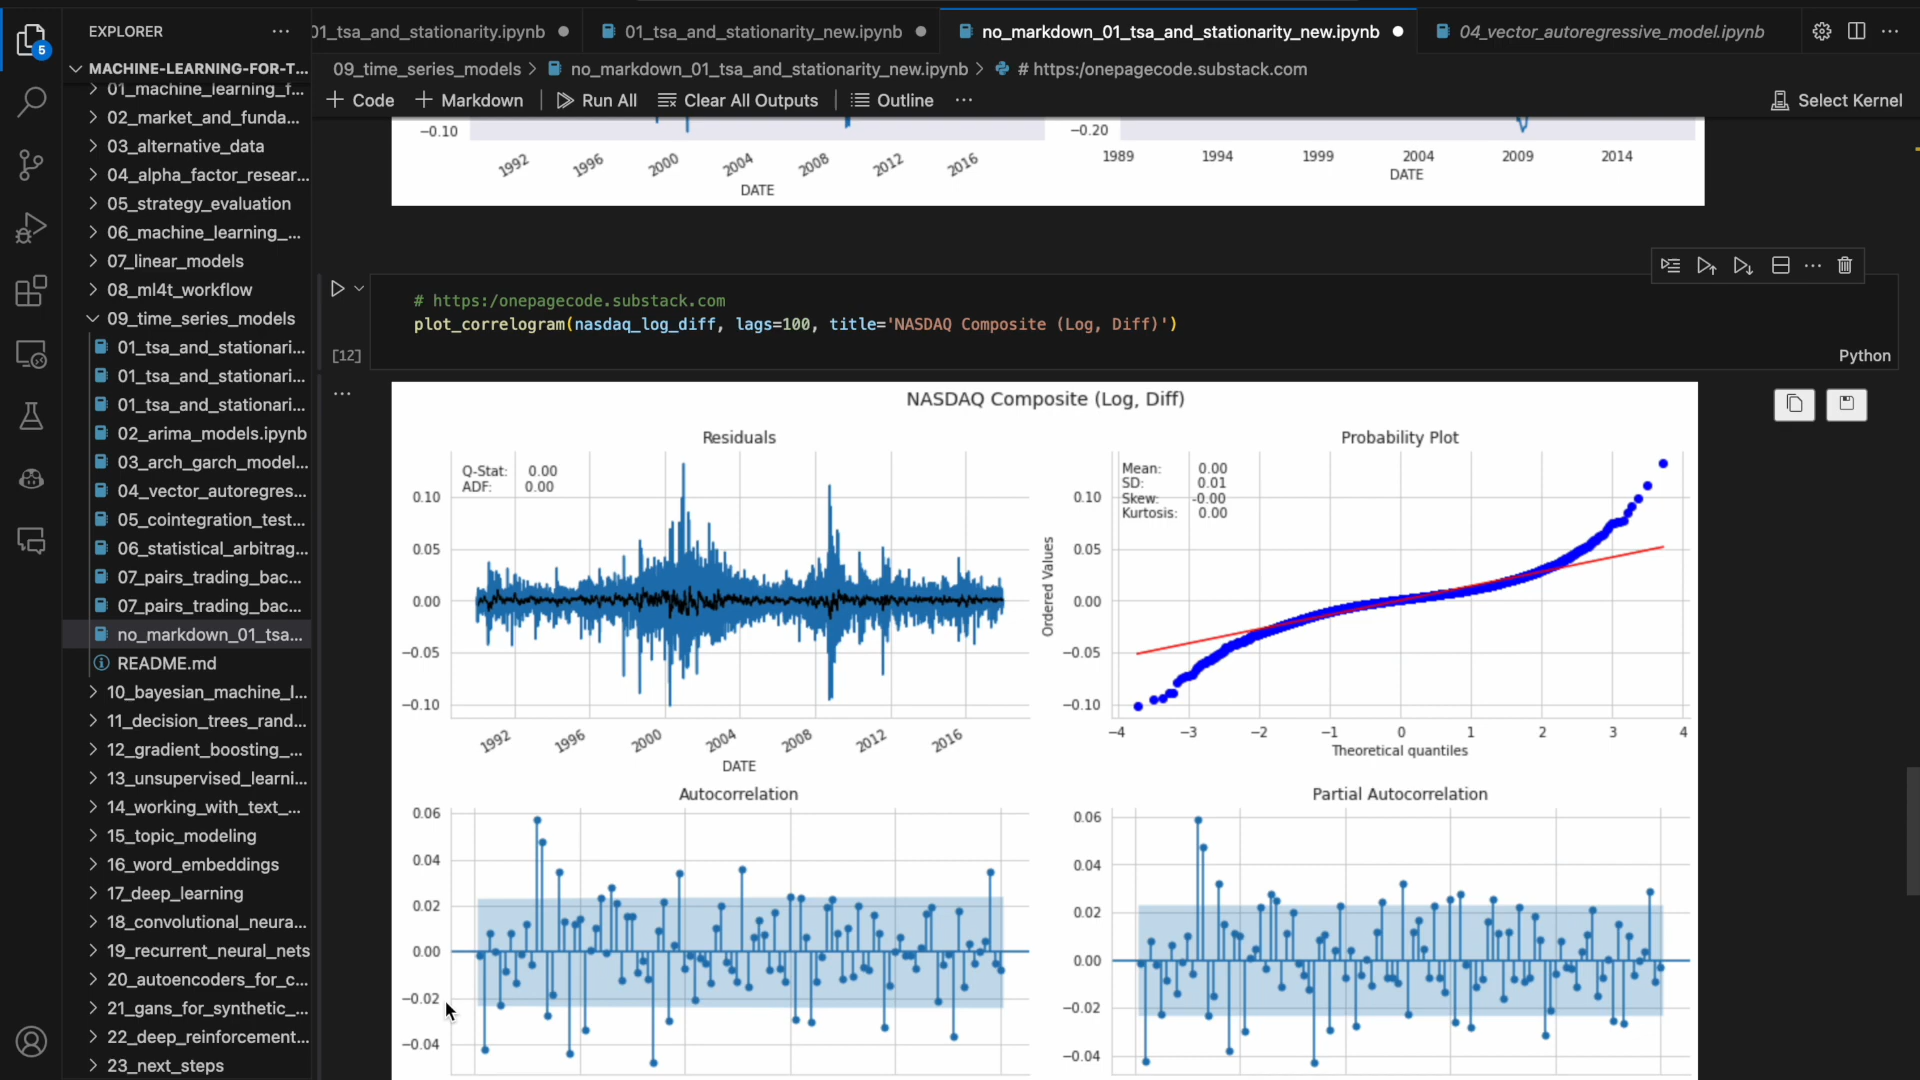 EXPLORER
01_tsa_and_stationarity.ipynb
01_tsa_and_stationarity_new.ipynb
no_markdown_01_tsa_and_stationarity_new.ipynb
04_vector_autoregressive_model.ipynb
5
MACHINE-LEARNING-FOR-T...
09_time_series_models > no_markdown_01_tsa_and_stationarity_new.ipynb > # https:/onepagecode.substack.com
+ Code + Markdown Run All Clear All Outputs Outline ...
Select Kernel
01_machine_learning_f...
02_market_and_funda...
03_alternative_data
04_alpha_factor_resear...
05_strategy_evaluation
06_machine_learning_...
07_linear_models
08_ml4t_workflow
09_time_series_models
01_tsa_and_stationari...
01_tsa_and_stationari...
01_tsa_and_stationari...
02_arima_models.ipynb
03_arch_garch_model...
04_vector_autoregres...
05_cointegration_test...
06_statistical_arbitrag...
07_pairs_trading_bac...
07_pairs_trading_bac...
no_markdown_01_tsa...
README.md
10_bayesian_machine_l...
11_decision_trees_rand...
12_gradient_boosting_...
13_unsupervised_learni...
14_working_with_text_...
15_topic_modeling
16_word_embeddings
17_deep_learning
18_convolutional_neura...
19_recurrent_neural_nets
20_autoencoders_for_c...
21_gans_for_synthetic_...
22_deep_reinforcement...
23_next_steps
−0.10
1992 1996 2000 2004 2008 2012 2016
DATE
−0.20
1989 1994 1999 2004 2009 2014
DATE
# https:/onepagecode.substack.com
plot_correlogram(nasdaq_log_diff, lags=100, title='NASDAQ Composite (Log, Diff)')
[12]
Python
NASDAQ Composite (Log, Diff)
Residuals
Q-Stat: 0.00
ADF: 0.00
0.10
0.05
0.00
−0.05
−0.10
1992 1996 2000 2004 2008 2012 2016
DATE
Probability Plot
Mean: 0.00
SD: 0.01
Skew: -0.00
Kurtosis: 0.00
Ordered Values
0.10
0.05
0.00
−0.05
−0.10
−4 −3 −2 −1 0 1 2 3 4
Theoretical quantiles
Autocorrelation
0.06
0.04
0.02
0.00
−0.02
−0.04
Partial Autocorrelation
0.06
0.04
0.02
0.00
−0.02
−0.04